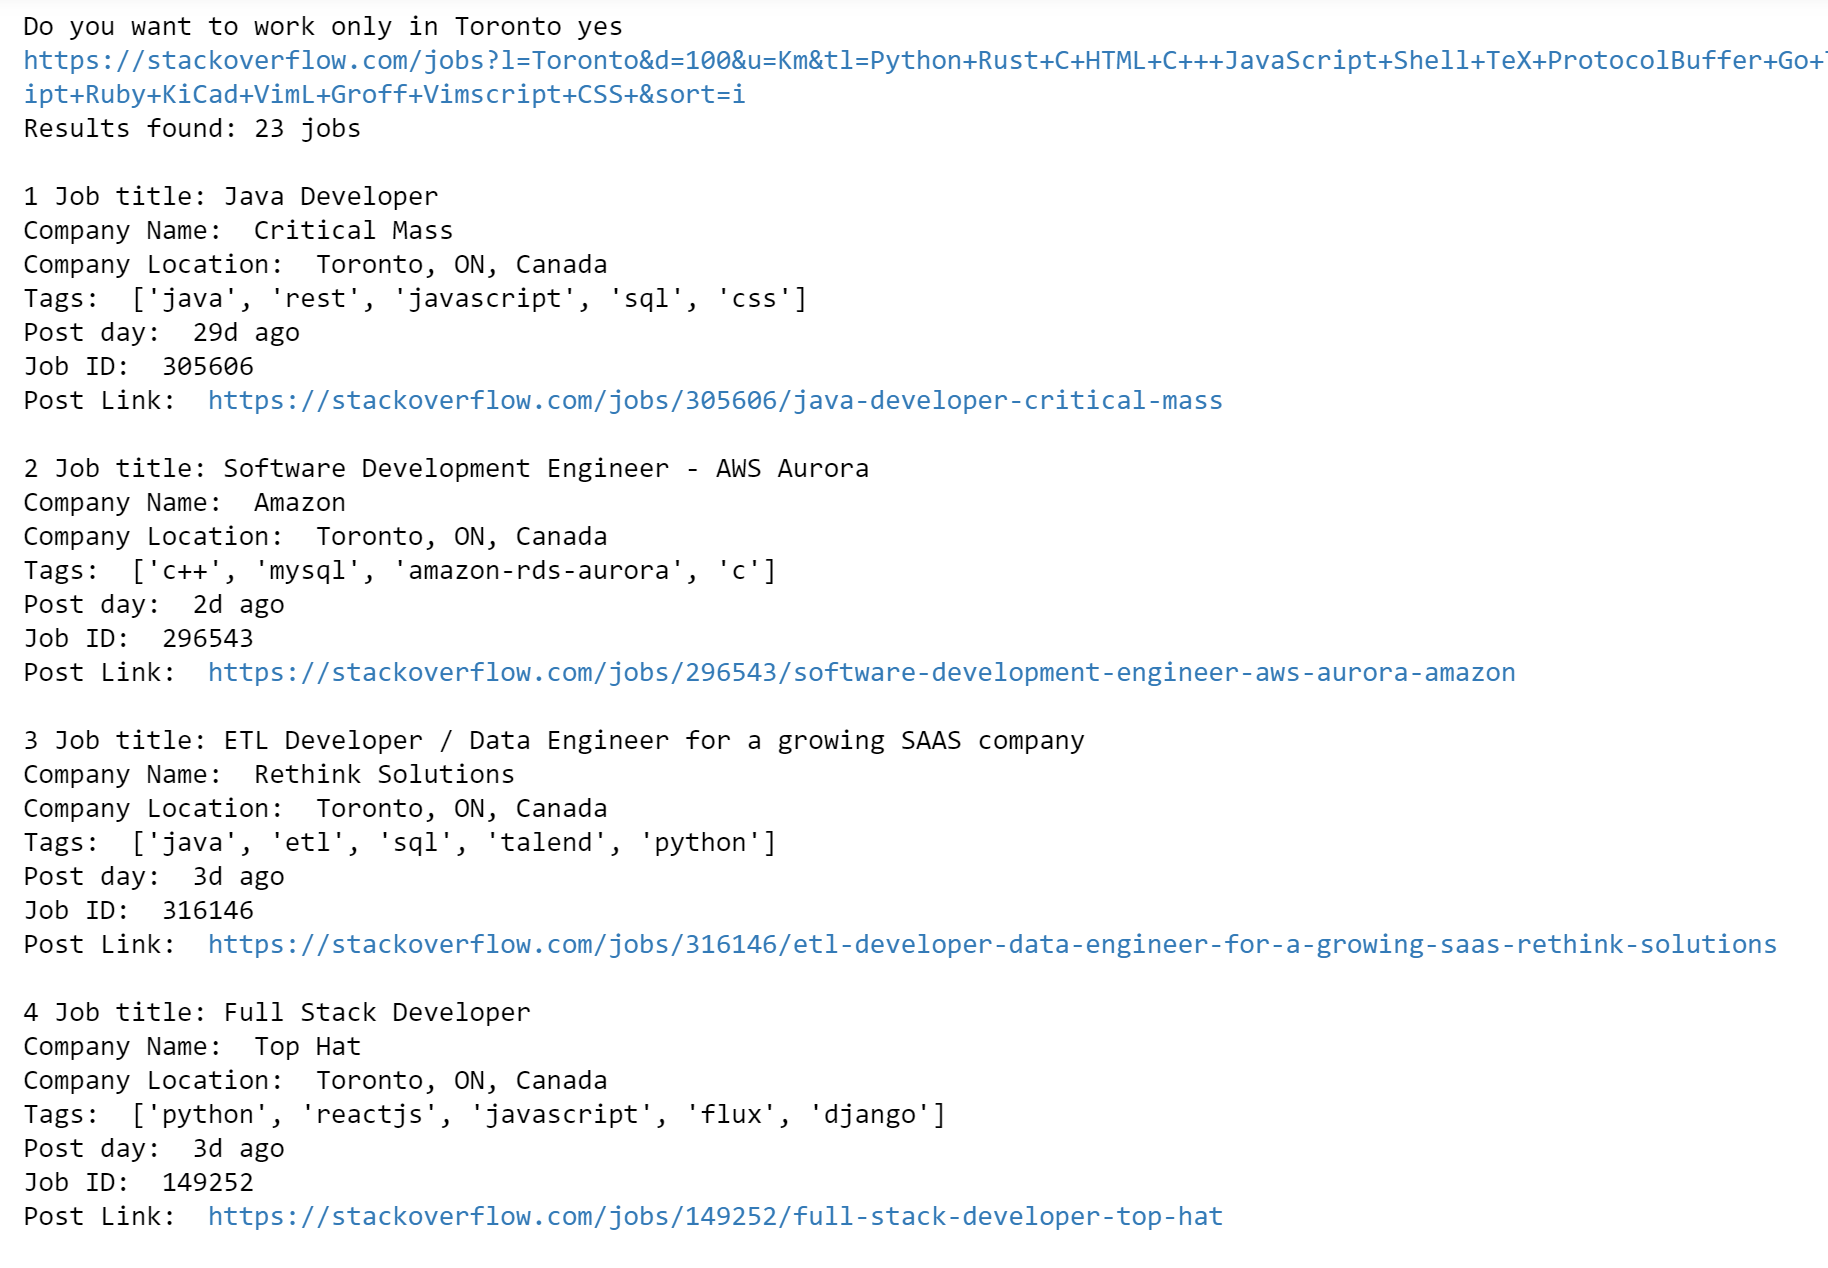 Do you want to work only in Toronto yes
https://stackoverflow.com/jobs?l=Toronto&d=100&u=Km&tl=Python+Rust+C+HTML+C+++JavaScript+Shell+TeX+ProtocolBuffer+Go+
ipt+Ruby+KiCad+VimL+Groff+Vimscript+CSS+&sort=i
Results found: 23 jobs

1 Job title: Java Developer
Company Name:  Critical Mass
Company Location:  Toronto, ON, Canada
Tags:  ['java', 'rest', 'javascript', 'sql', 'css']
Post day:  29d ago
Job ID:  305606
Post Link:  https://stackoverflow.com/jobs/305606/java-developer-critical-mass

2 Job title: Software Development Engineer - AWS Aurora
Company Name:  Amazon
Company Location:  Toronto, ON, Canada
Tags:  ['c++', 'mysql', 'amazon-rds-aurora', 'c']
Post day:  2d ago
Job ID:  296543
Post Link:  https://stackoverflow.com/jobs/296543/software-development-engineer-aws-aurora-amazon

3 Job title: ETL Developer / Data Engineer for a growing SAAS company
Company Name:  Rethink Solutions
Company Location:  Toronto, ON, Canada
Tags:  ['java', 'etl', 'sql', 'talend', 'python']
Post day:  3d ago
Job ID:  316146
Post Link:  https://stackoverflow.com/jobs/316146/etl-developer-data-engineer-for-a-growing-saas-rethink-solutions

4 Job title: Full Stack Developer
Company Name:  Top Hat
Company Location:  Toronto, ON, Canada
Tags:  ['python', 'reactjs', 'javascript', 'flux', 'django']
Post day:  3d ago
Job ID:  149252
Post Link:  https://stackoverflow.com/jobs/149252/full-stack-developer-top-hat